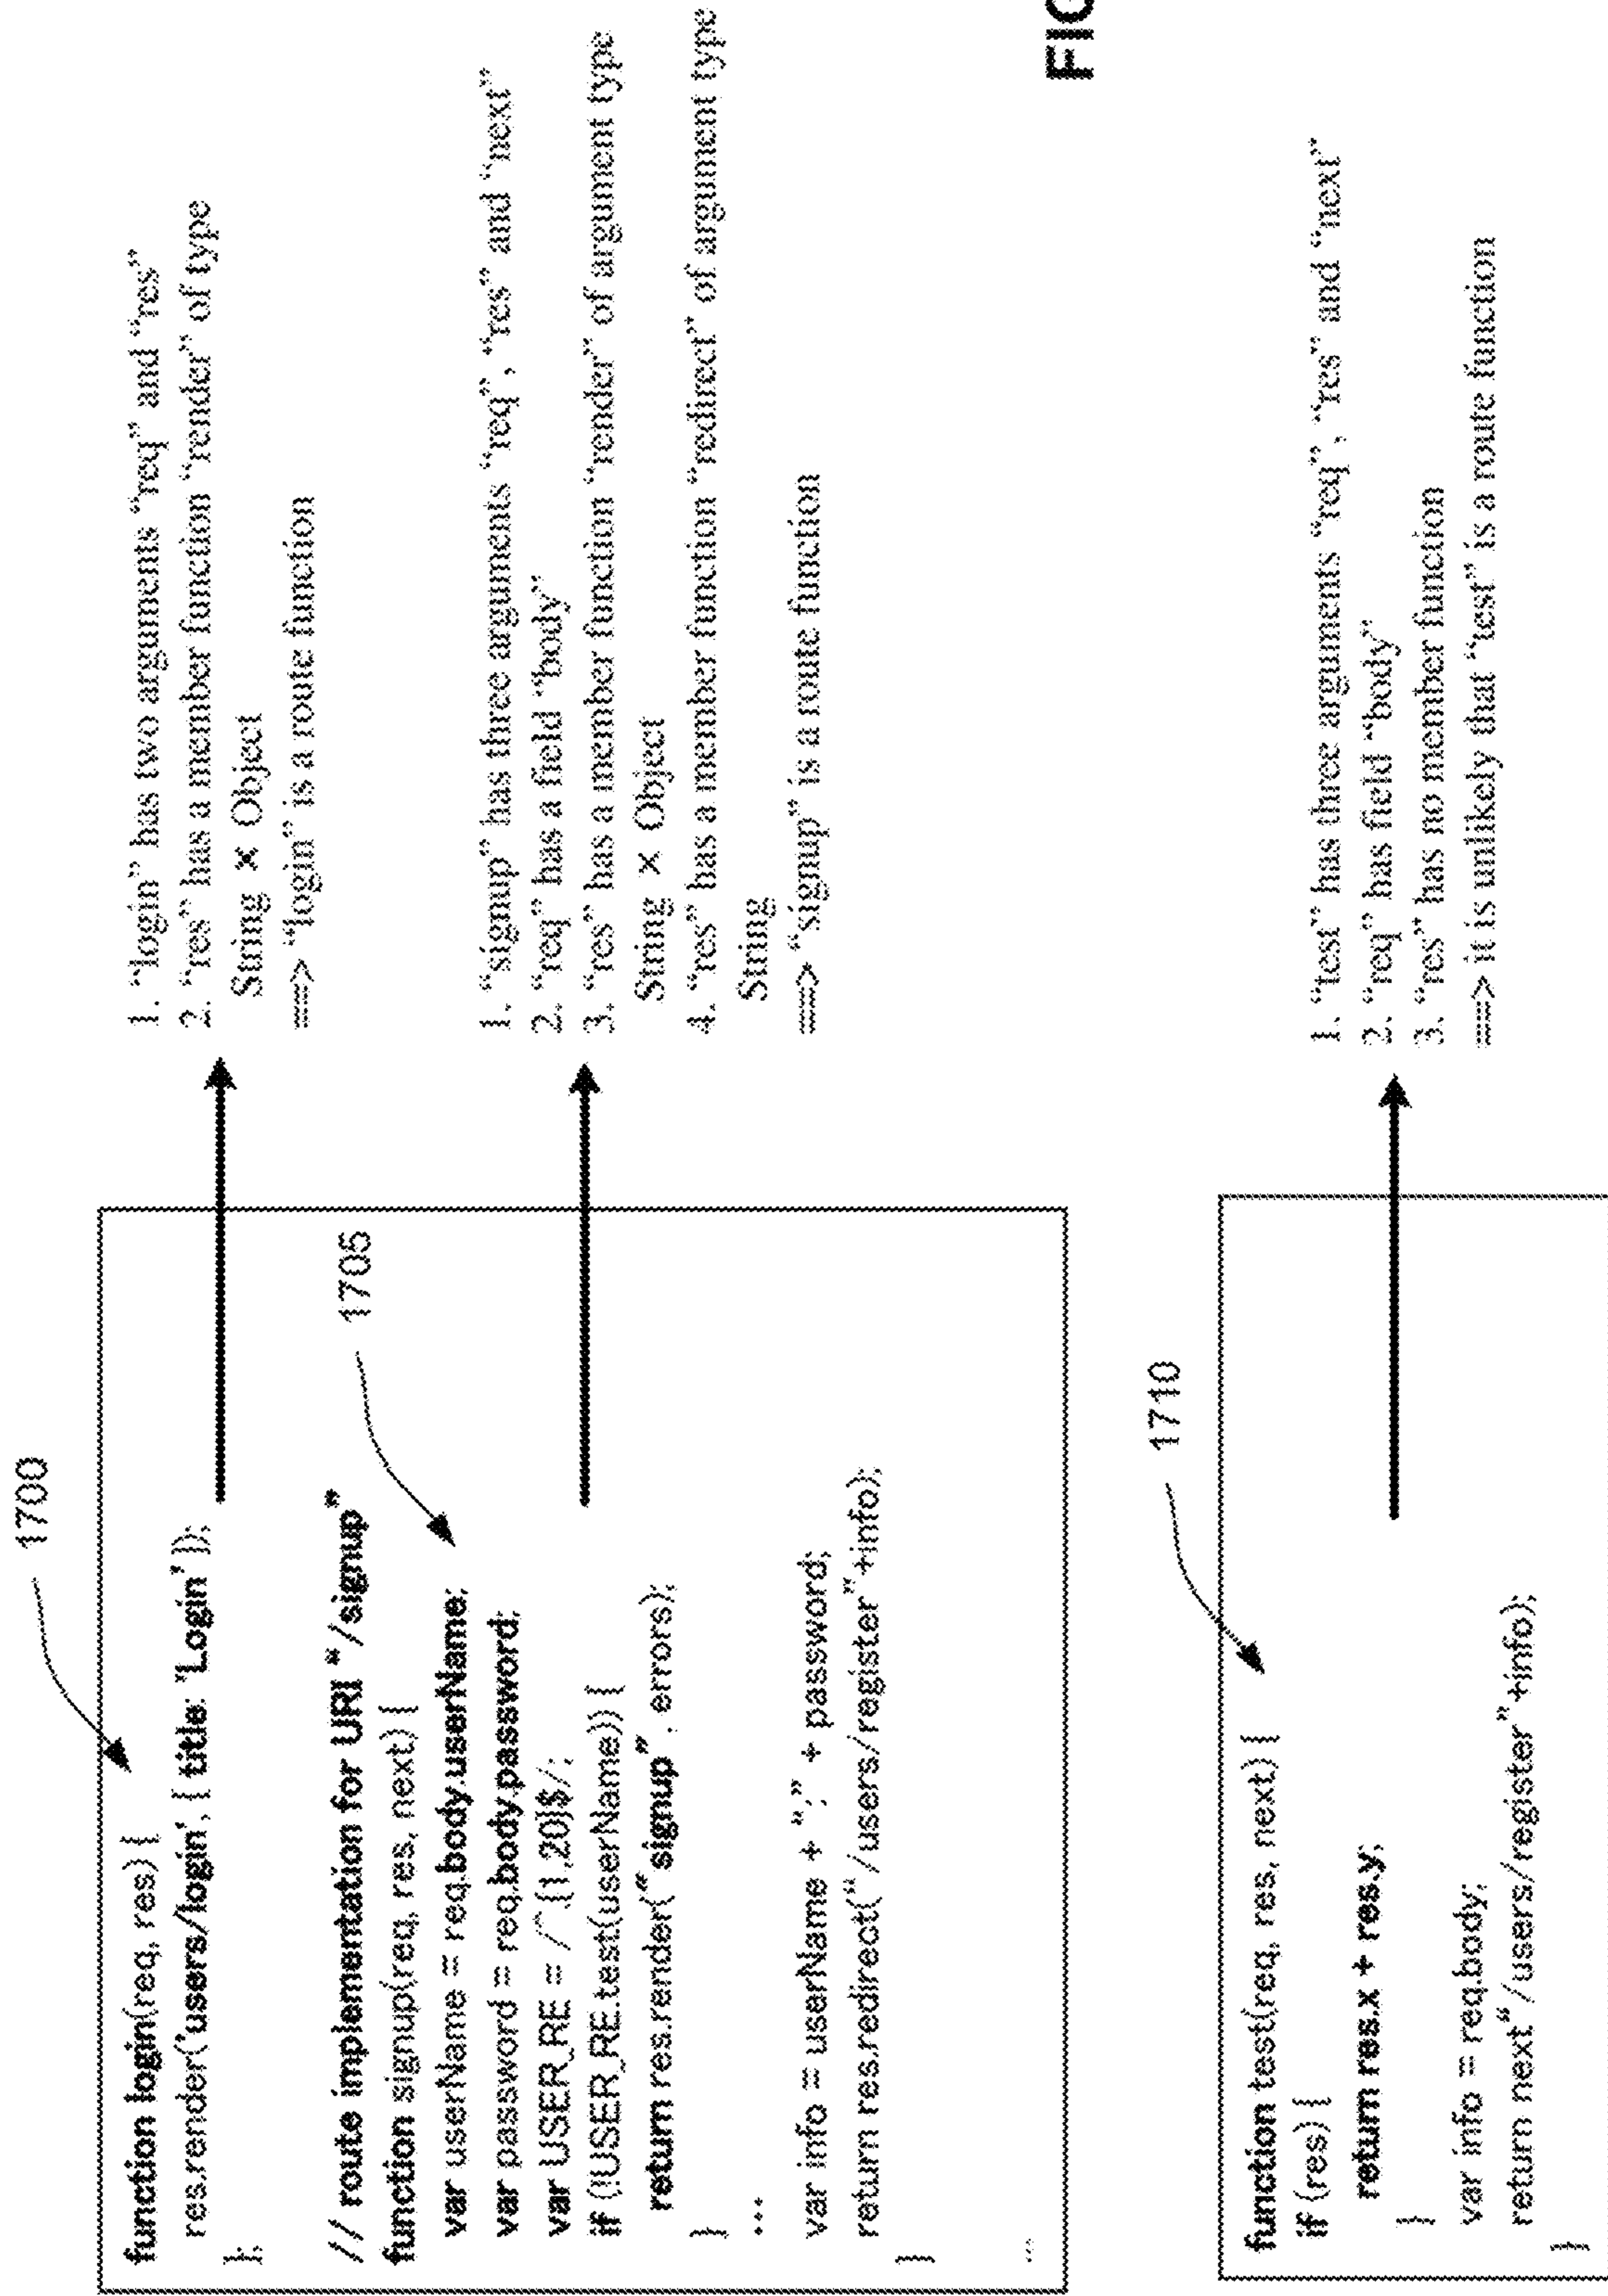 1700
function login(req, res) {
res.render('users/login', { title: 'Login' });
};
1. “login” has two arguments “req” and “res”
2. “res” has a member function “render” of type
String × Object
==> “login” is a route function
1705
// route implementation for URI “/signup”
function signup(req, res, next) {
var userName = req.body.userName;
var password = req.body.password;
var USER_RE = /^.{1,20}$/;
if (!USER_RE.test(userName)) {
return res.render(“signup”, errors);
}
...
var info = userName + “;” + password;
return res.redirect(“/users/register”+info);
}
...
1. “signup” has three arguments “req”, “res” and “next”
2. “req” has a field “body”
3. “res” has a member function “render” of argument type
String × Object
4. “res” has a member function “redirect” of argument type
String
==> “signup” is a route function
FIG
1710
function test(req, res, next) {
if (res) {
return res.x + res.y;
}
var info = req.body;
return next“/users/register”+info);
}
1. “test” has three arguments “req”, “res” and “next”
2. “req” has field “body”
3. “res” has no member function
==> it is unlikely that “test” is a route function